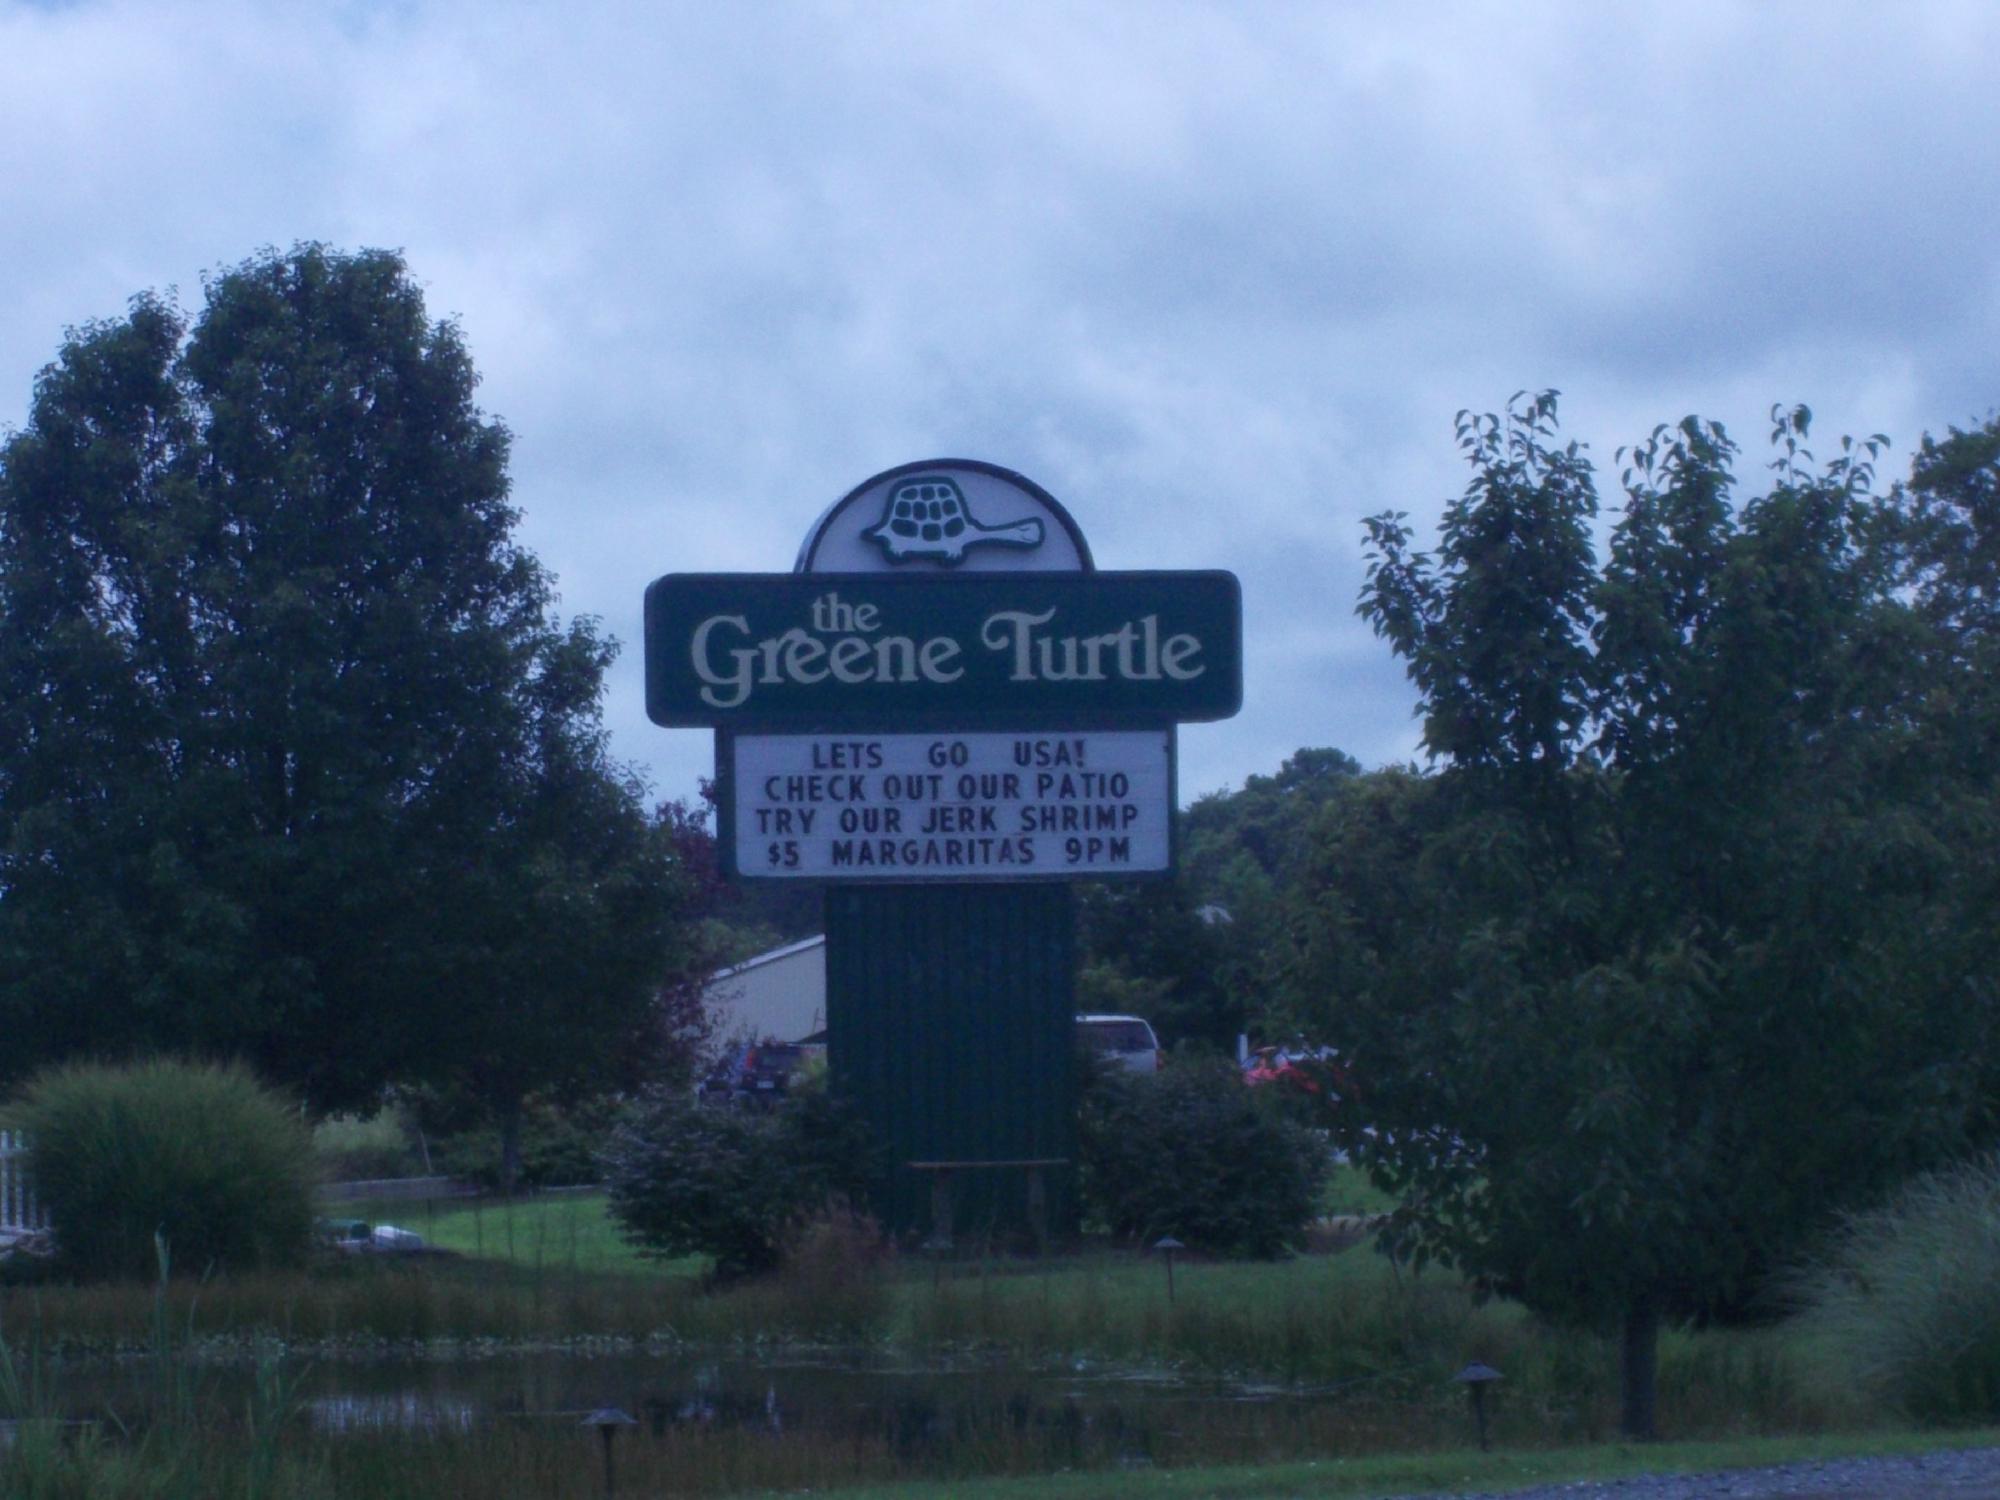 the
Greene Turtle
LETS GO USA!
CHECK OUT OUR PATIO
TRY OUR JERK SHRIMP
$5 MARGARITAS 9PM